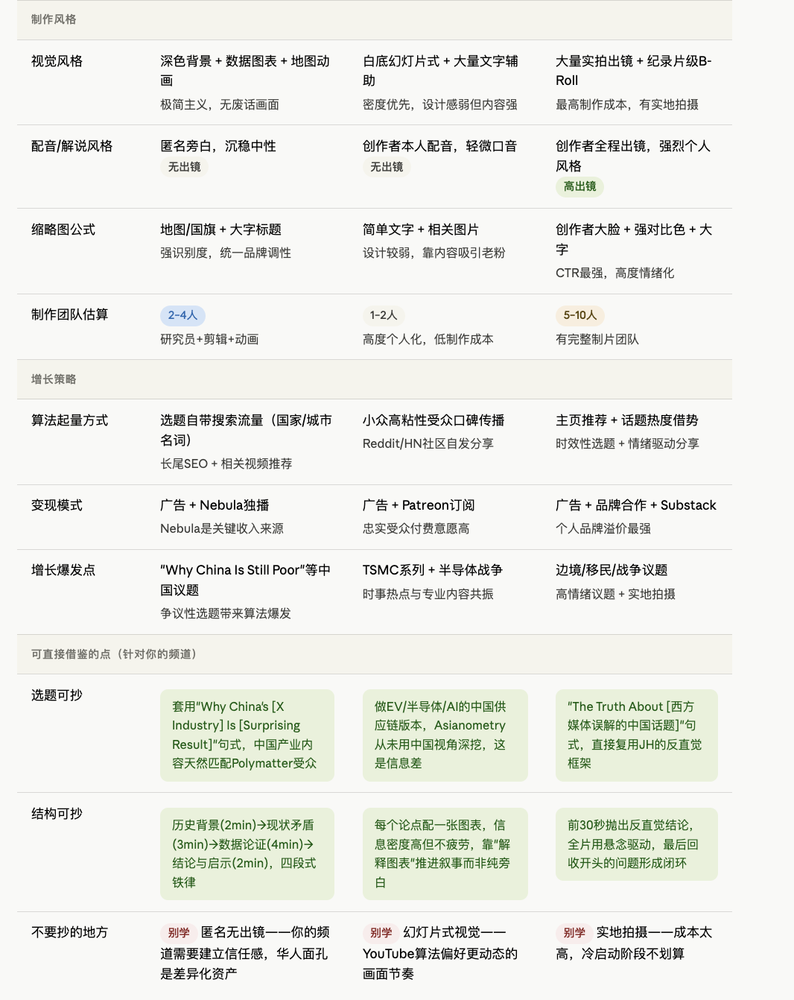 制作风格
视觉风格
深色背景 + 数据图表 + 地图动
画
极简主义，无废话画面
白底幻灯片式 + 大量文字辅
助
密度优先，设计感弱但内容强
大量实拍出镜 + 纪录片级B-
Roll
最高制作成本，有实地拍摄
配音/解说风格
匿名旁白，沉稳中性
无出镜
创作者本人配音，轻微口音
无出镜
创作者全程出镜，强烈个人
风格
高出镜
缩略图公式
地图/国旗 + 大字标题
强识别度，统一品牌调性
简单文字 + 相关图片
设计较弱，靠内容吸引老粉
创作者大脸 + 强对比色 + 大
字
CTR最强，高度情绪化
制作团队估算
2–4人
研究员+剪辑+动画
1–2人
高度个人化，低制作成本
5–10人
有完整制片团队
增长策略
算法起量方式
选题自带搜索流量（国家/城市
名词）
长尾SEO + 相关视频推荐
小众高粘性受众口碑传播
Reddit/HN社区自发分享
主页推荐 + 话题热度借势
时效性选题 + 情绪驱动分享
变现模式
广告 + Nebula独播
Nebula是关键收入来源
广告 + Patreon订阅
忠实受众付费意愿高
广告 + 品牌合作 + Substack
个人品牌溢价最强
增长爆发点
"Why China Is Still Poor"等中
国议题
争议性选题带来算法爆发
TSMC系列 + 半导体战争
时事热点与专业内容共振
边境/移民/战争议题
高情绪议题 + 实地拍摄
可直接借鉴的点（针对你的频道）
选题可抄
套用"Why China's [X
Industry] Is [Surprising
Result]"句式，中国产业内
容天然匹配Polymatter受众
做EV/半导体/AI的中国供
应链版本，Asianometry
从未用中国视角深挖，这
是信息差
"The Truth About [西方
媒体误解的中国话题]"句
式，直接复用JH的反直觉
框架
结构可抄
历史背景(2min)→现状矛盾
(3min)→数据论证(4min)→
结论与启示(2min)，四段式
铁律
每个论点配一张图表，信
息密度高但不疲劳，靠"解
释图表"推进叙事而非纯旁
白
前30秒抛出反直觉结论，
全片用悬念驱动，最后回
收开头的问题形成闭环
不要抄的地方
别学 匿名无出镜——你的频
道需要建立信任感，华人面孔
是差异化资产
别学 幻灯片式视觉——
YouTube算法偏好更动态的
画面节奏
别学 实地拍摄——成本太
高，冷启动阶段不划算